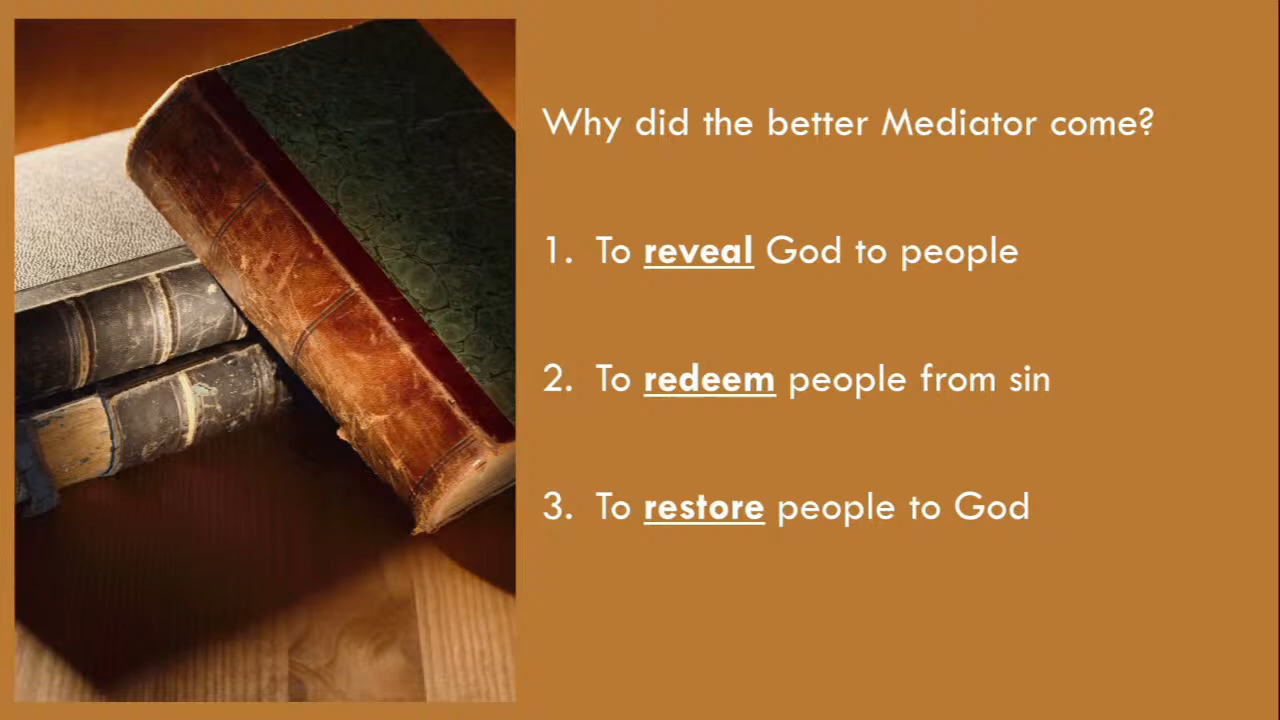 Why did the better Mediator come?
1. To reveal God to people
2. To redeem people from sin
3. To restore people to God